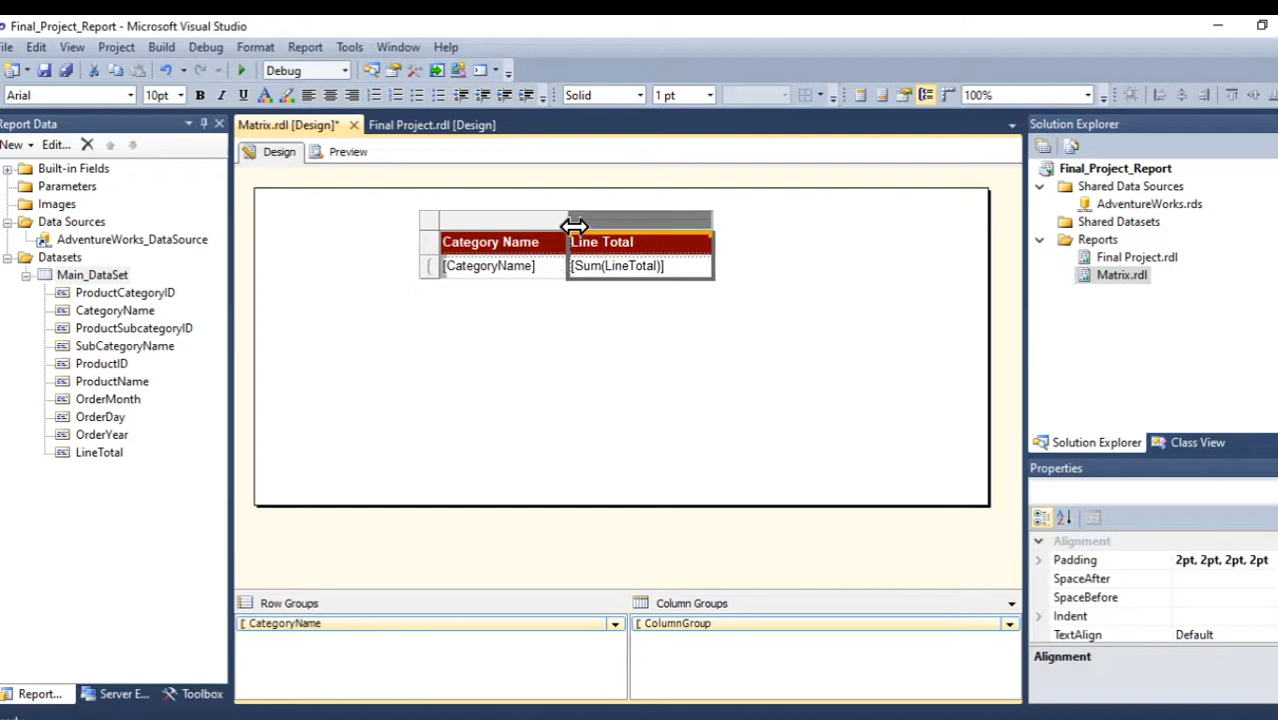 Final_Project_Report - Microsoft Visual Studio
File Edit View Project Build Debug Format Report Tools Window Help
Debug
Arial 10pt B I U A Solid 1 pt 100%
Report Data
New Edit...
Built-in Fields
Parameters
Images
Data Sources
AdventureWorks_DataSource
Datasets
Main_DataSet
ProductCategoryID
CategoryName
ProductSubcategoryID
SubCategoryName
ProductID
ProductName
OrderMonth
OrderDay
OrderYear
LineTotal
Report... Server E... Toolbox
Matrix.rdl [Design]* Final Project.rdl [Design]
Design Preview
Category Name Line Total
[CategoryName] [Sum(LineTotal)]
Row Groups Column Groups
[ CategoryName [ ColumnGroup
Solution Explorer
Final_Project_Report
Shared Data Sources
AdventureWorks.rds
Shared Datasets
Reports
Final Project.rdl
Matrix.rdl
Solution Explorer Class View
Properties
Alignment
Padding 2pt, 2pt, 2pt, 2pt
SpaceAfter
SpaceBefore
Indent
TextAlign Default
Alignment